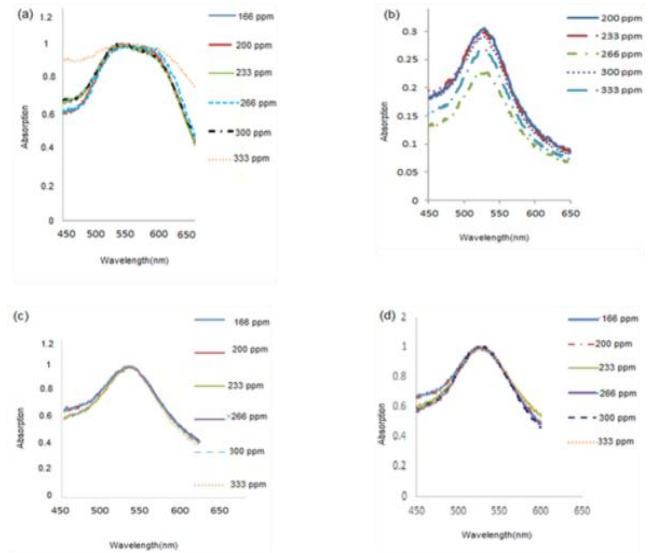 (a)
1.4
1.2
1
0.8
0.6
0.4
1.2
0
Absorption
450 500 550 600 650
Wavelength(nm)
166 ppm
200 ppm
233 ppm
266 ppm
300 ppm
333 ppm
(b)
0.3
0.25
0.2
0.15
0.1
0.05
0
Absorption
450 500 550 600 650
Wavelength(nm)
200 ppm
233 ppm
266 ppm
300 ppm
333 ppm
(c)
1.4
1.2
1
0.8
0.6
0.4
0.2
0
Absorption
450 500 550 600 650
Wavelength(nm)
166 ppm
200 ppm
233 ppm
266 ppm
300 ppm
333 ppm
(d)
2
1
0.8
0.6
0.4
0.2
0
Absorption
450 500 550 600 650
Wavelength(nm)
166 ppm
200 ppm
233 ppm
266 ppm
300 ppm
333 ppm